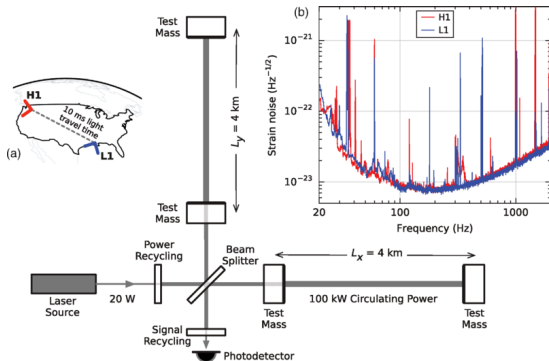 (a)
H1
10 ms light
travel time
L1
Test
Mass
Ly = 4 km
Test
Mass
Power
Recycling
Beam
Splitter
Laser
Source
20 W
Signal
Recycling
Photodetector
Lx = 4 km
100 kW Circulating Power
Test
Mass
Test
Mass
(b)
H1
L1
Strain noise (Hz-1/2)
10-21
10-22
10-23
20
100
1000
Frequency (Hz)